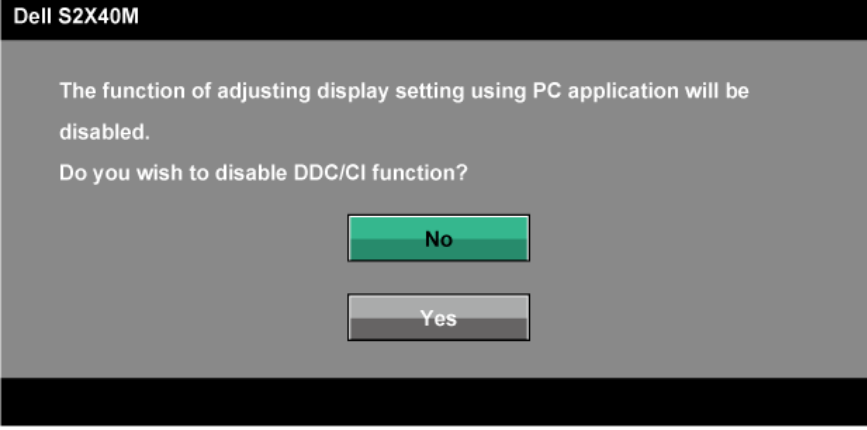 Dell S2X40M
The function of adjusting display setting using PC application will be
disabled.
Do you wish to disable DDC/CI function?
No
Yes